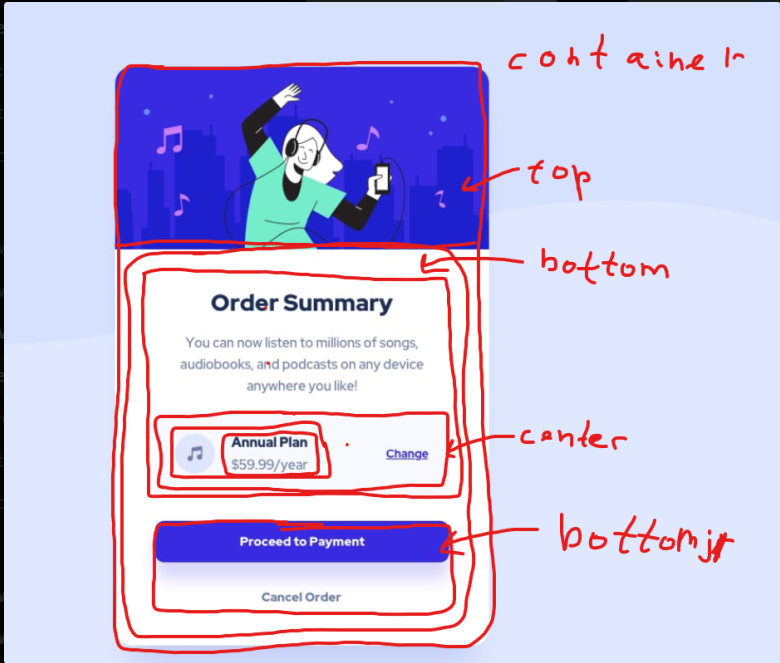 container
top
bottom
Order Summary
You can now listen to millions of songs,
audiobooks, and podcasts on any device
anywhere you like!
center
Annual Plan
$59.99/year
Change
bottomjr
Proceed to Payment
Cancel Order